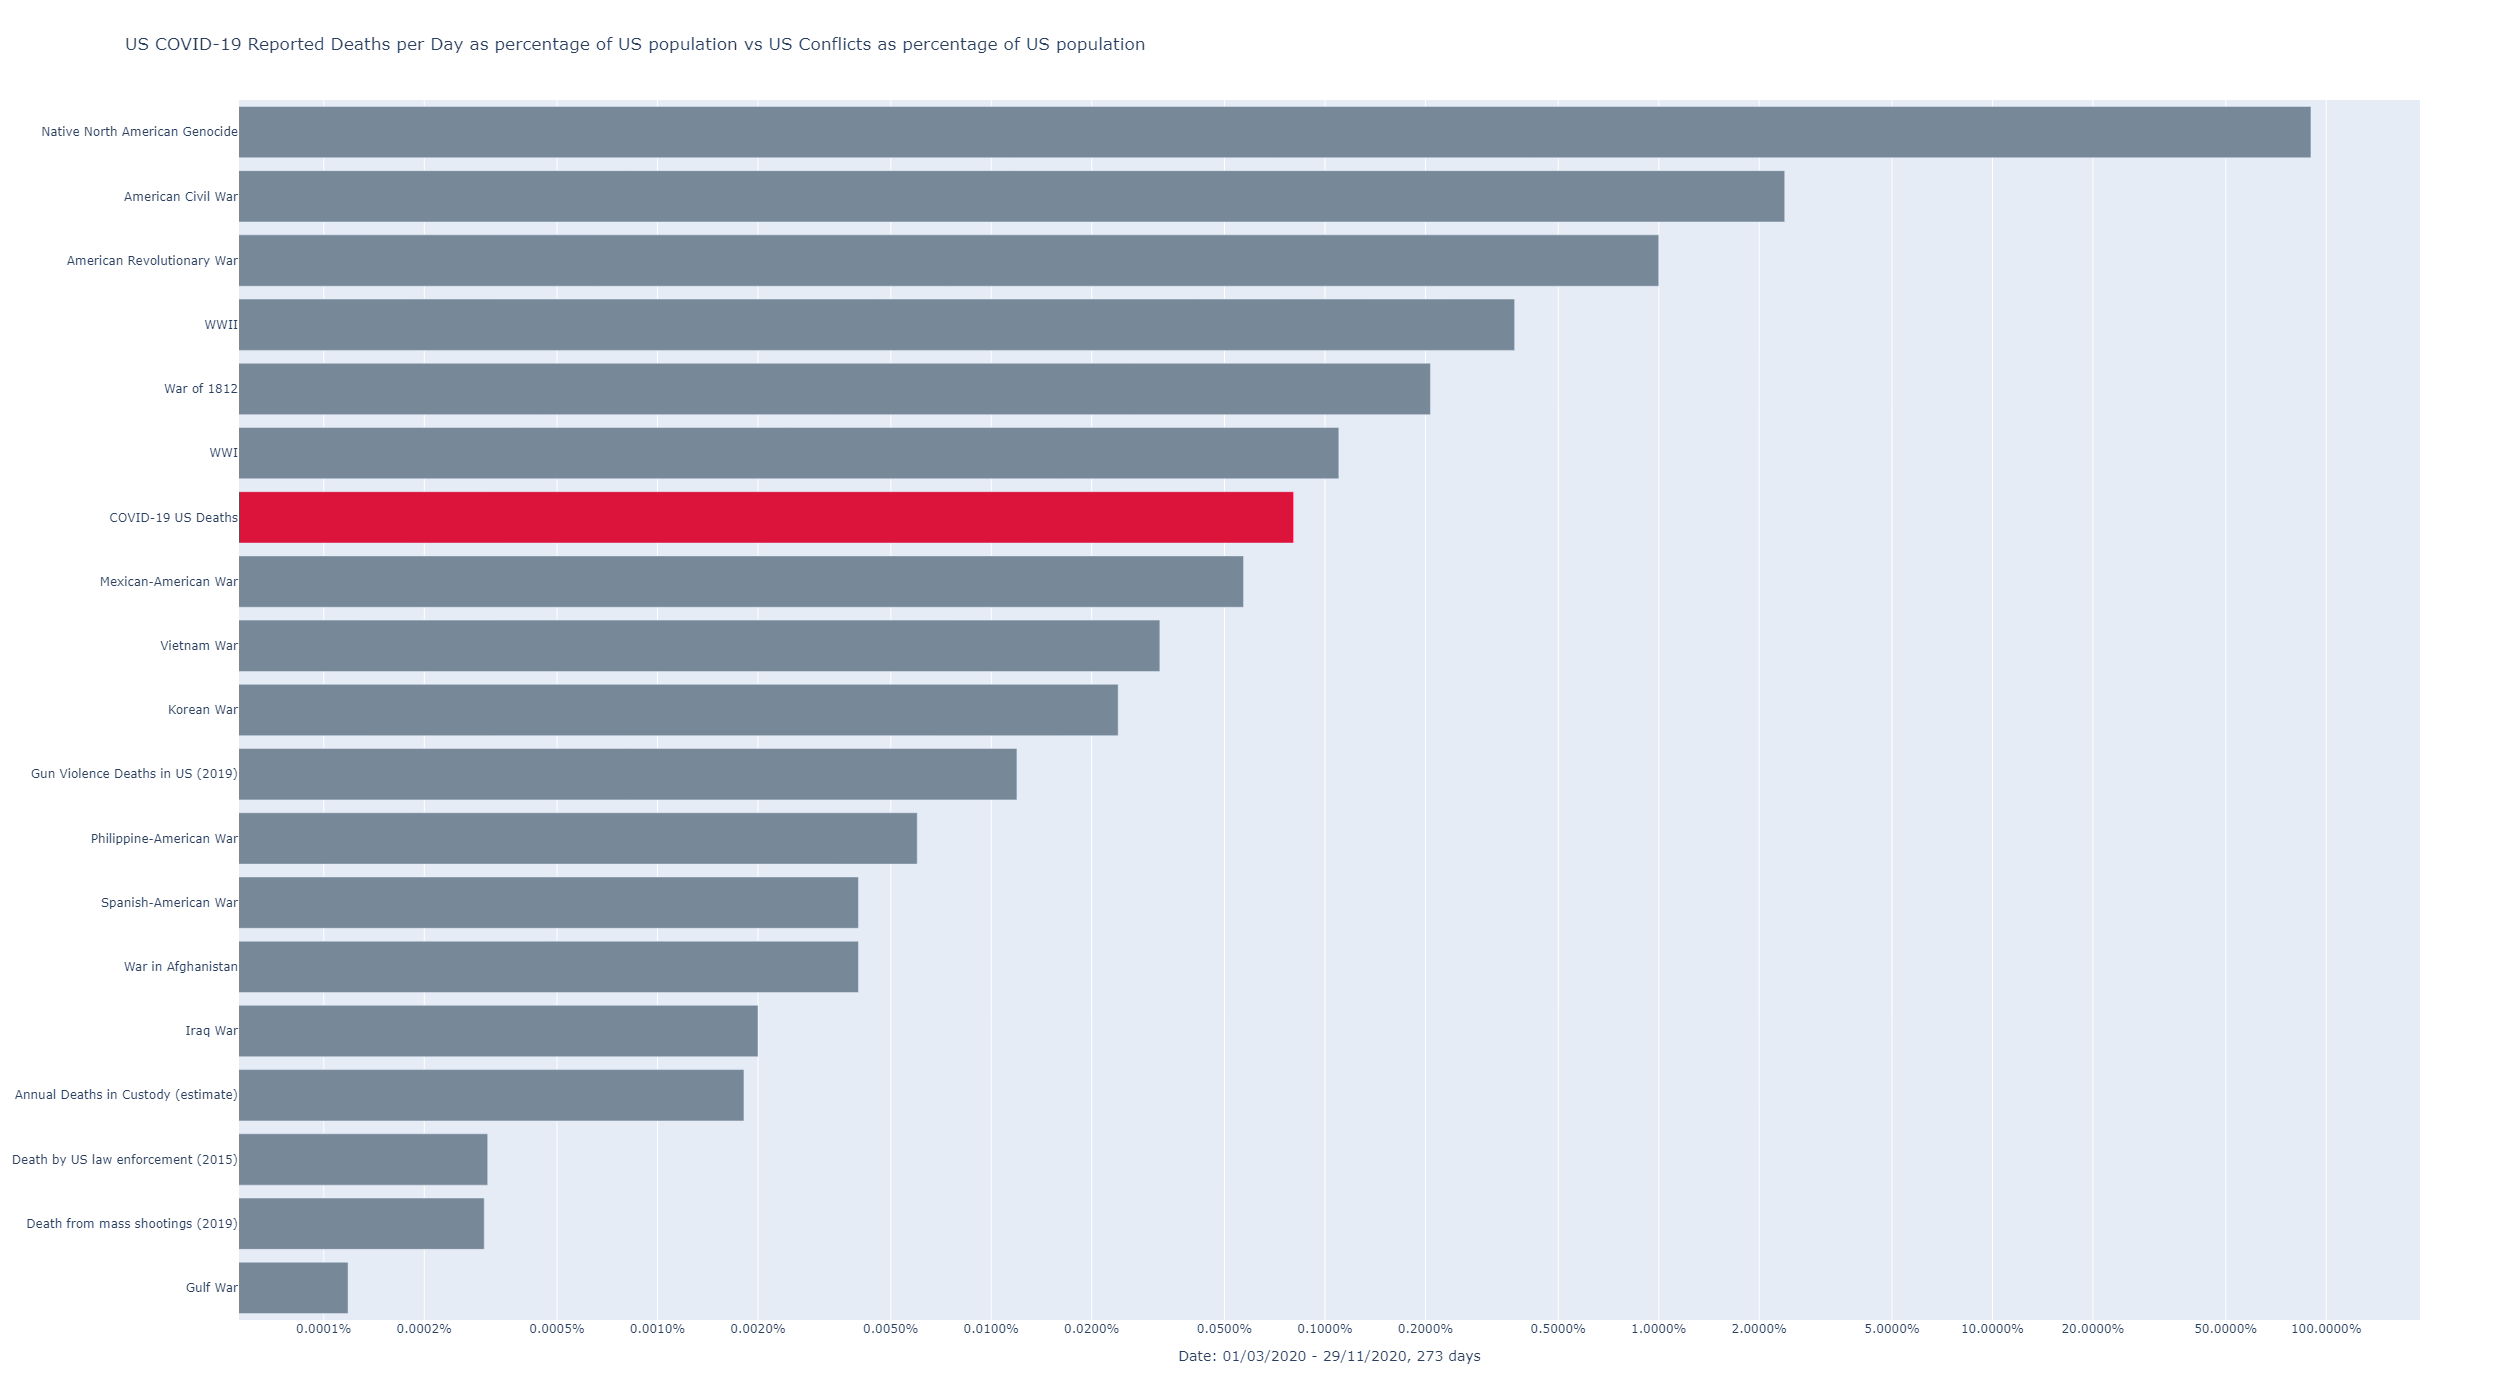 US COVID-19 Reported Deaths per Day as percentage of US population vs US Conflicts as percentage of US population
Native North American Genocide
American Civil War
American Revolutionary War
WWII
War of 1812
WWI
COVID-19 US Deaths
Mexican-American War
Vietnam War
Korean War
Gun Violence Deaths in US (2019)
Philippine-American War
Spanish-American War
War in Afghanistan
Iraq War
Annual Deaths in Custody (estimate)
Death by US law enforcement (2015)
Death from mass shootings (2019)
Gulf War
0.0001% 0.0002% 0.0005% 0.0010% 0.0020% 0.0050% 0.0100% 0.0200% 0.0500% 0.1000% 0.2000% 0.5000% 1.0000% 2.0000% 5.0000% 10.0000% 20.0000% 50.0000% 100.0000%
Date: 01/03/2020 - 29/11/2020, 273 days